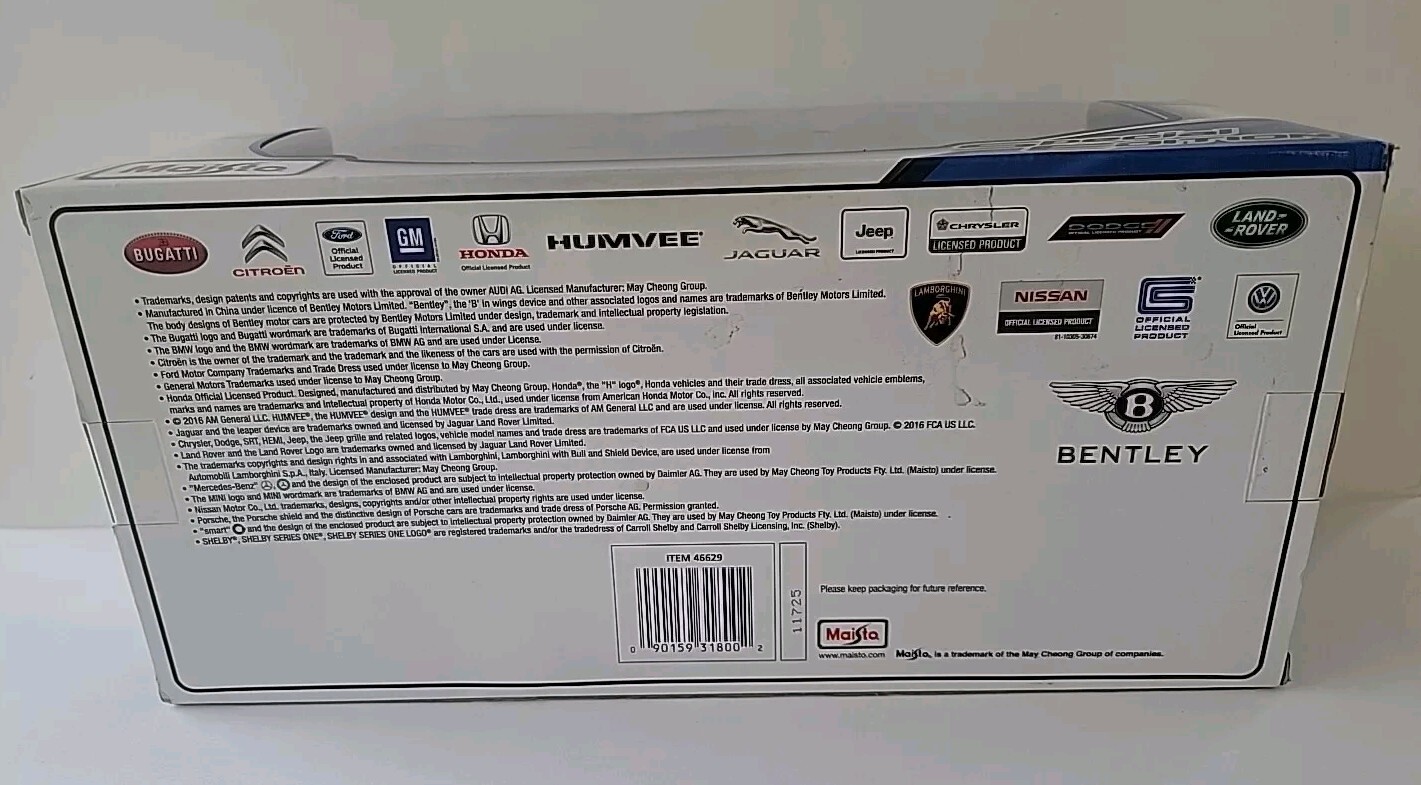 Maisto
BUGATTI
CITROËN
Ford
Official
Licensed
Product
GM
OFFICIAL
LICENSED PRODUCT
HONDA
Official Licensed Product
HUMVEE®
JAGUAR
Jeep
LICENSED PRODUCT
CHRYSLER
LICENSED PRODUCT
DODGE
OFFICIAL LICENSED PRODUCT
LAND-
-ROVER
LAMBORGHINI
NISSAN
OFFICIAL LICENSED PRODUCT
OFFICIAL
LICENSED
PRODUCT
Official
Licensed Product
B
BENTLEY
• Trademarks, design patents and copyrights are used with the approval of the owner AUDI AG. Licensed Manufacturer: May Cheong Group.
• Manufactured in China under licence of Bentley Motors Limited. "Bentley", the 'B' in wings device and other associated logos and names are trademarks of Bentley Motors Limited.
The body designs of Bentley motor cars are protected by Bentley Motors Limited under design, trademark and intellectual property legislation.
• The Bugatti logo and Bugatti wordmark are trademarks of Bugatti International S.A. and are used under license.
• The BMW logo and the BMW wordmark are trademarks of BMW AG and are used under License.
• Citroën is the owner of the trademark and the trademark and the likeness of the cars are used with the permission of Citroën.
• Ford Motor Company Trademarks and Trade Dress used under license to May Cheong Group.
• General Motors Trademarks used under license to May Cheong Group.
• Honda Official Licensed Product. Designed, manufactured and distributed by May Cheong Group. Honda®, the "H" logo®, Honda vehicles and their trade dress, all associated vehicle emblems,
marks and names are trademarks and intellectual property of Honda Motor Co., Ltd., used under license from American Honda Motor Co., Inc. All rights reserved.
• © 2016 AM General LLC. HUMVEE®, the HUMVEE® design and the HUMVEE® trade dress are trademarks of AM General LLC and are used under license. All rights reserved.
• Jaguar and the leaper device are trademarks owned and licensed by Jaguar Land Rover Limited.
• Chrysler, Dodge, SRT, HEMI, Jeep, the Jeep grille and related logos, vehicle model names and trade dress are trademarks of FCA US LLC and used under license by May Cheong Group. © 2016 FCA US LLC.
• Land Rover and the Land Rover Logo are trademarks owned and licensed by Jaguar Land Rover Limited.
• The trademarks copyrights and design rights in and associated with Lamborghini, Lamborghini with Bull and Shield Device, are used under license from
Automobili Lamborghini S.p.A., Italy. Licensed Manufacturer: May Cheong Group.
• "Mercedes-Benz" and the design of the enclosed product are subject to intellectual property protection owned by Daimler AG. They are used by May Cheong Toy Products Fty. Ltd. (Maisto) under license.
• The MINI logo and MINI wordmark are trademarks of BMW AG and are used under license.
• Nissan Motor Co., Ltd. trademarks, designs, copyrights and/or other intellectual property rights are used under license.
• Porsche, the Porsche shield and the distinctive design of Porsche cars are trademarks and trade dress of Porsche AG. Permission granted.
• "smart" and the design of the enclosed product are subject to intellectual property protection owned by Daimler AG. They are used by May Cheong Toy Products Fty. Ltd. (Maisto) under license.
• SHELBY®, SHELBY SERIES ONE®, SHELBY SERIES ONE LOGO® are registered trademarks and/or the tradedress of Carroll Shelby and Carroll Shelby Licensing, Inc. (Shelby).
ITEM 46629
0 90159 31800 2
11725
Please keep packaging for future reference.
Maisto
www.maisto.com Maisto, is a trademark of the May Cheong Group of companies.